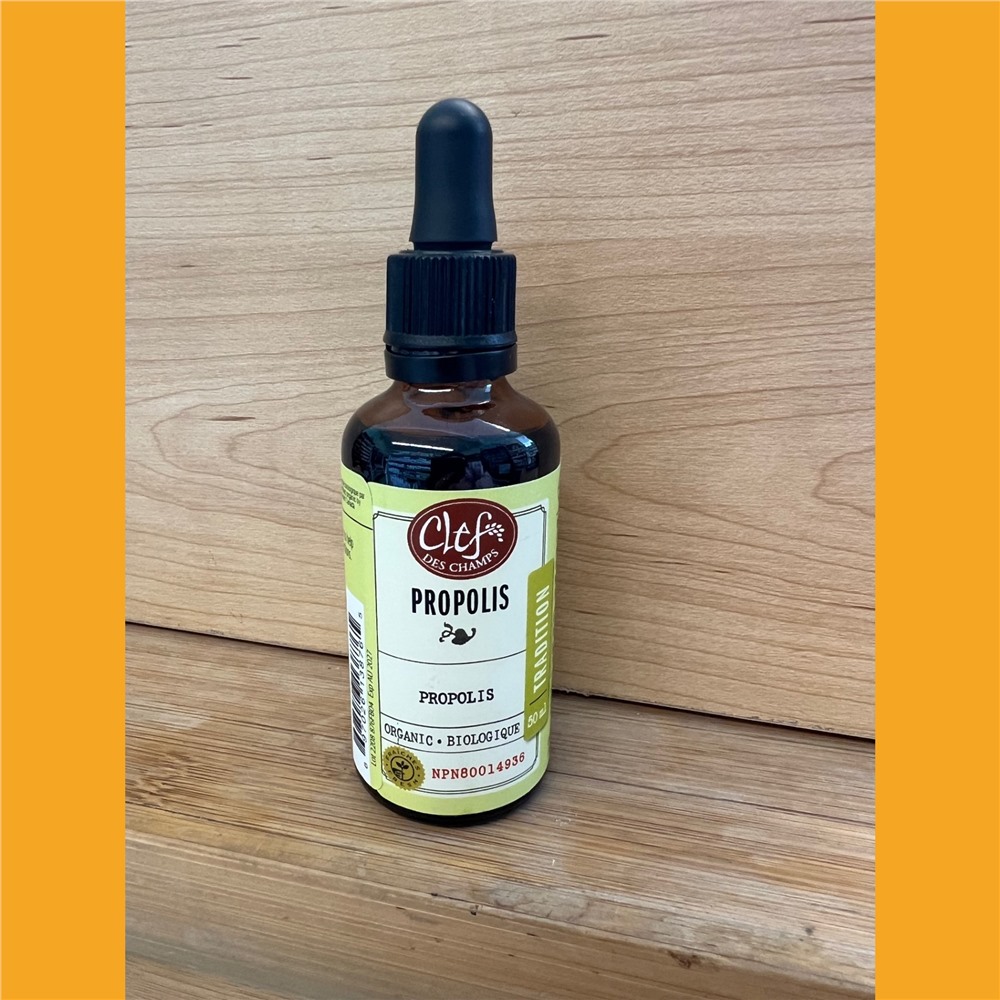 Clef
DES CHAMPS
PROPOLIS
TRADITION
PROPOLIS
50 ml
ORGANIC • BIOLOGIQUE
NPN80014936